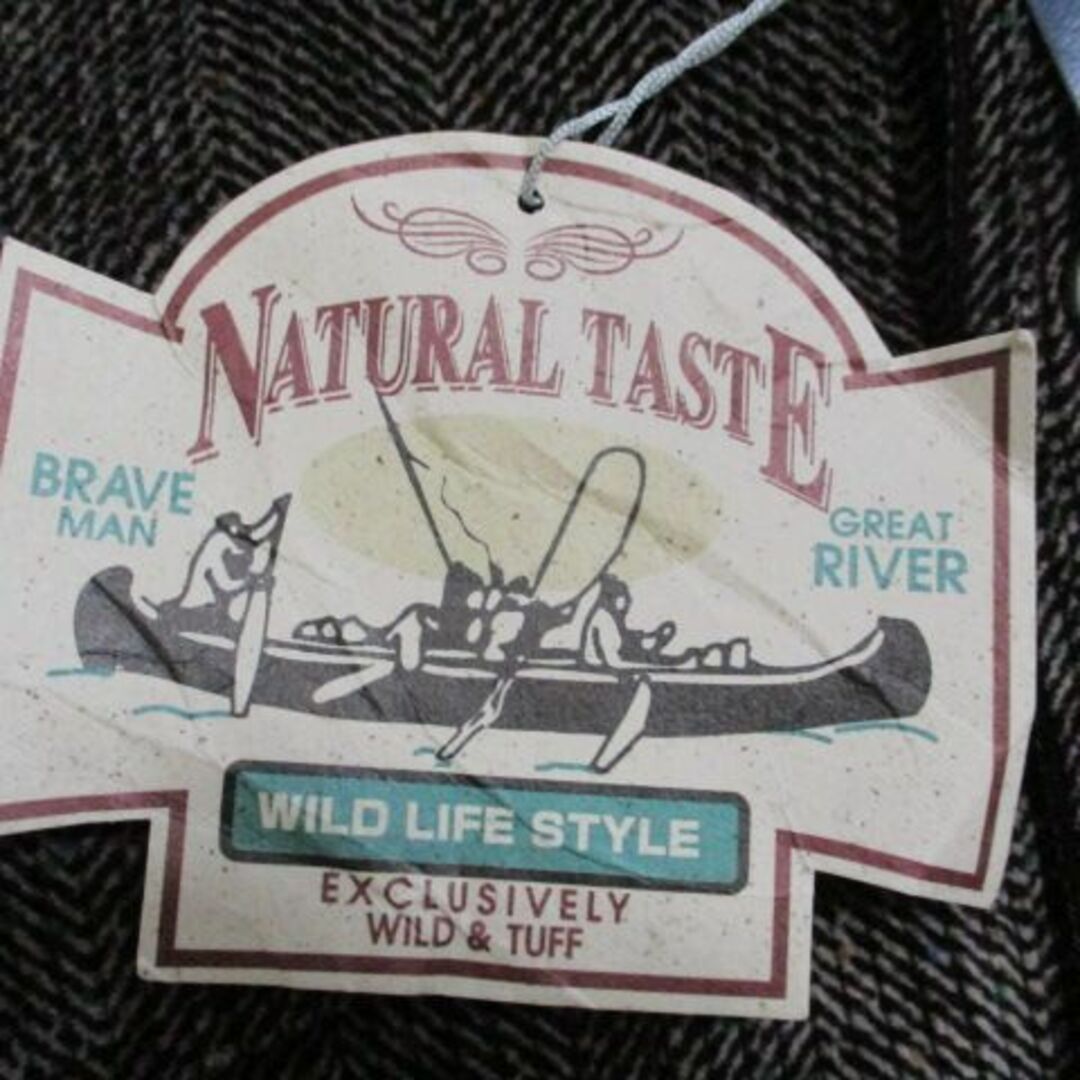 NATURAL TASTE
BRAVE
MAN
GREAT
RIVER
WILD LIFE STYLE
EXCLUSIVELY
WILD & TUFF